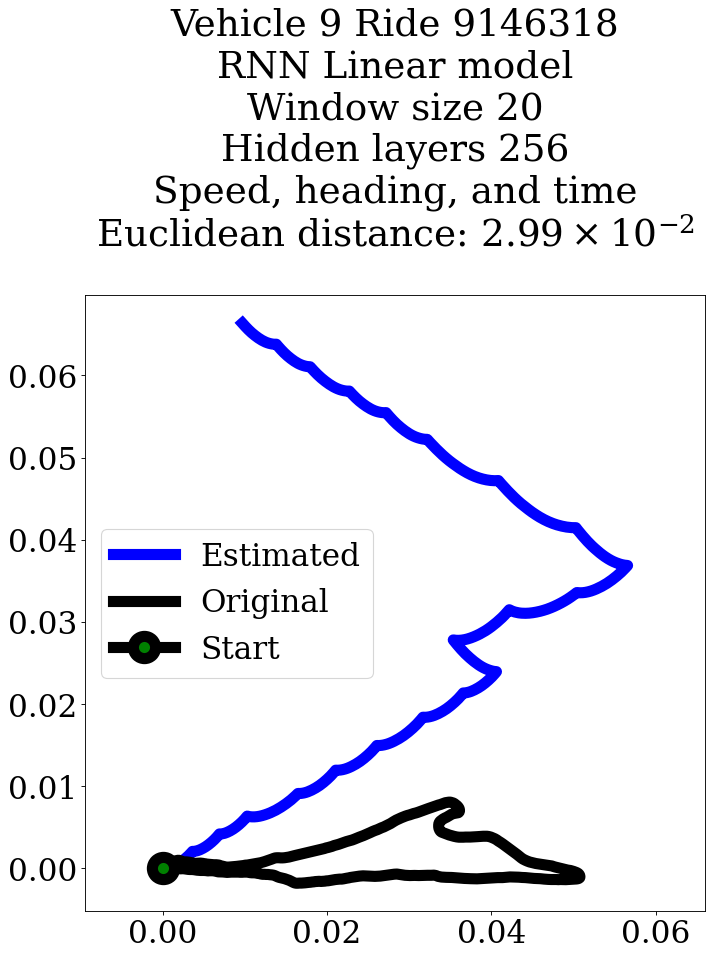 Vehicle 9 Ride 9146318
RNN Linear model
Window size 20
Hidden layers 256
Speed, heading, and time
Euclidean distance: 2.99 × 10⁻²
0.06
0.05
0.04
0.03
0.02
0.01
0.00
Estimated
Original
Start
0.00 0.02 0.04 0.06